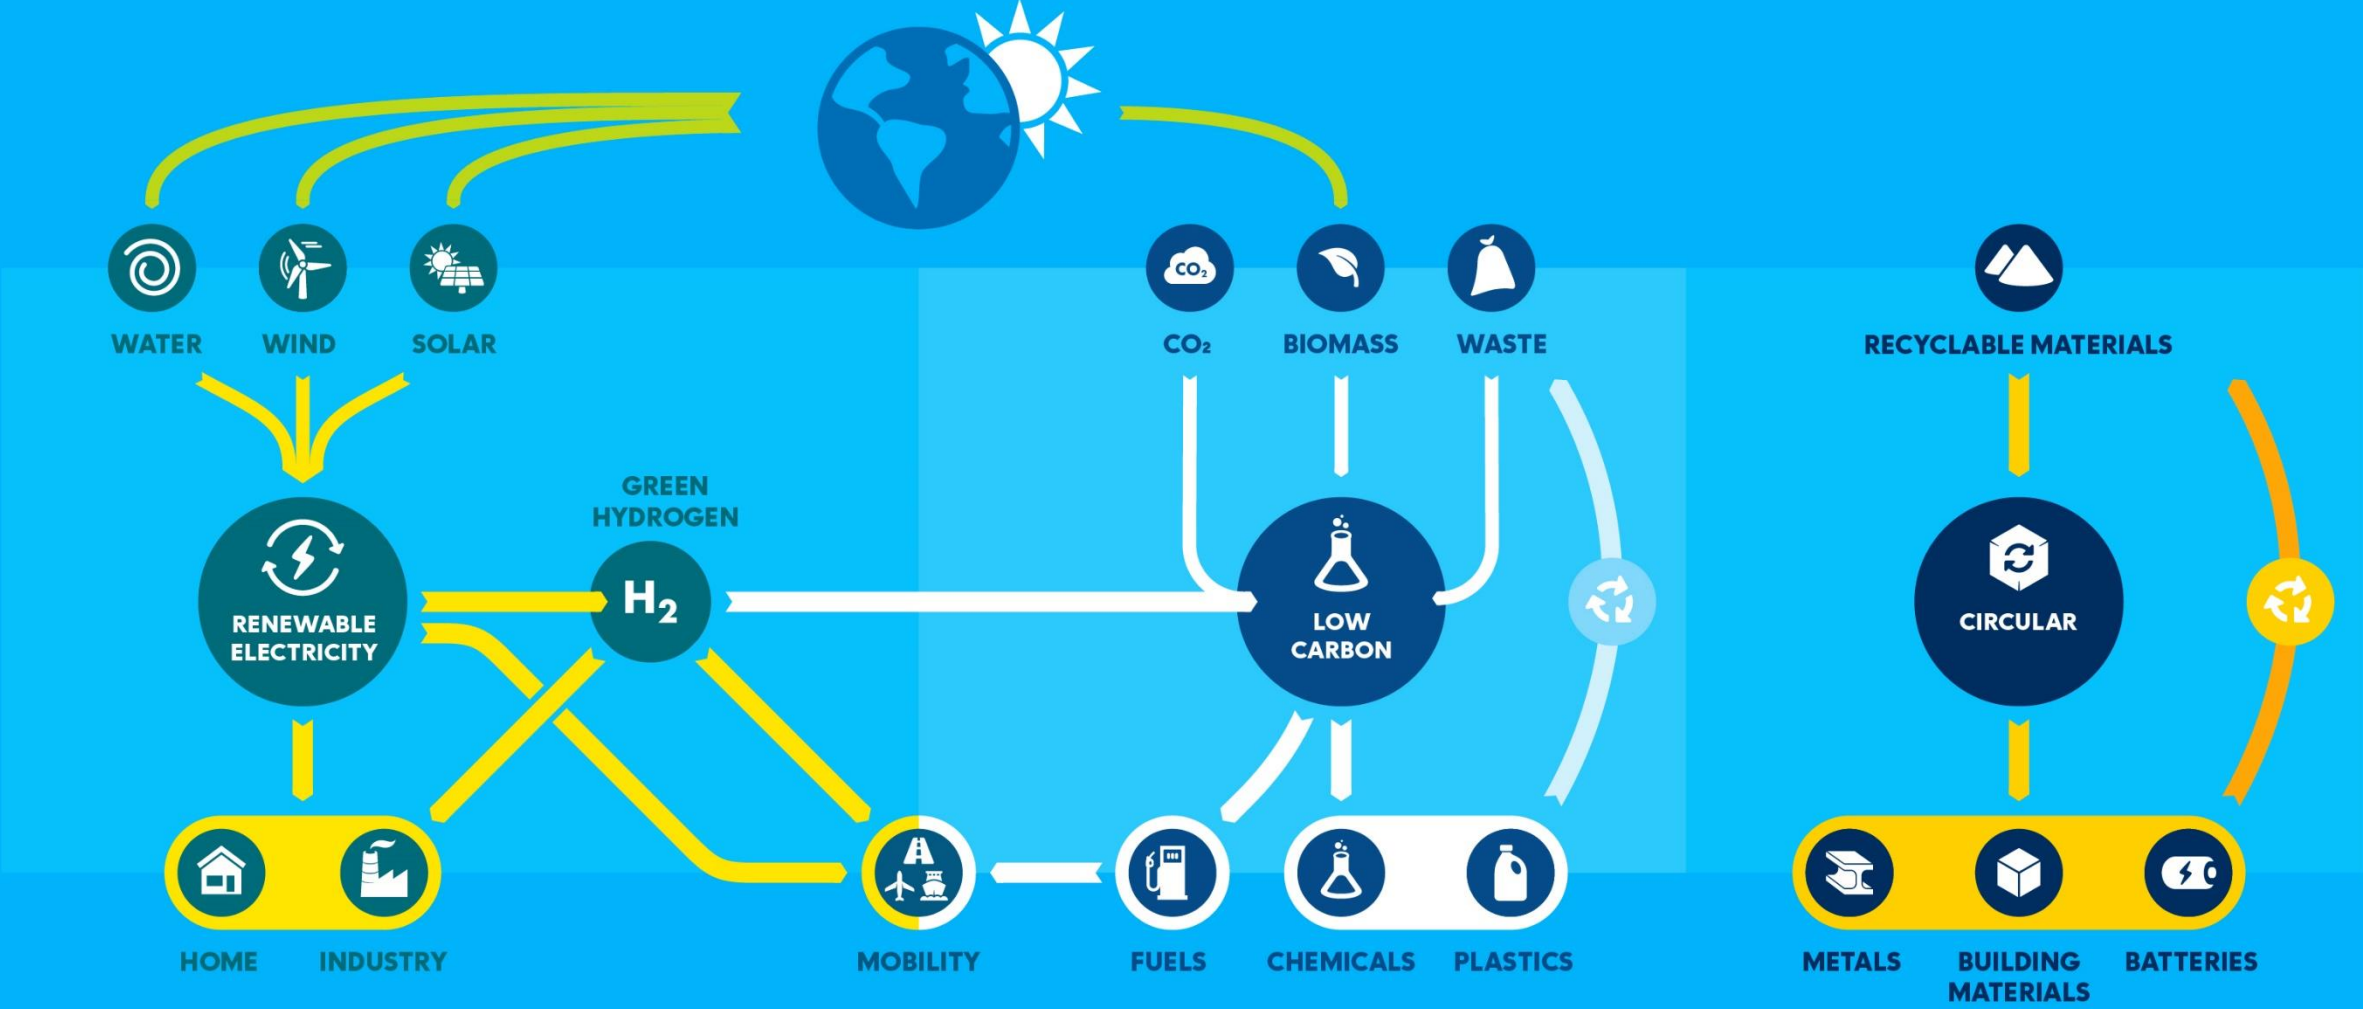 CO₂
WATER
WIND
SOLAR
CO₂
BIOMASS
WASTE
RECYCLABLE MATERIALS
GREEN
HYDROGEN
H₂
RENEWABLE
ELECTRICITY
LOW
CARBON
CIRCULAR
HOME
INDUSTRY
MOBILITY
FUELS
CHEMICALS
PLASTICS
METALS
BUILDING
MATERIALS
BATTERIES